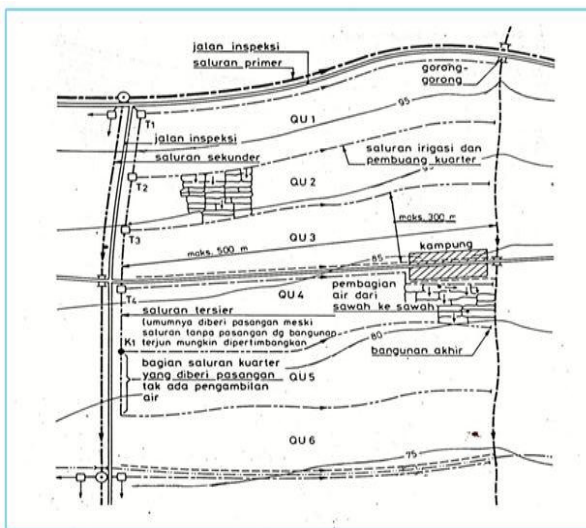 jalan inspeksi
saluran primer
gorong-
gorong
T1
QU 1
95
jalan inspeksi
saluran sekunder
saluran irigasi dan
pembuang kuarter
T2
QU 2
T3
maks. 300 m
QU 3
maks. 500 m
kampung
85
T4
QU 4
pembagian
air dari
sawah ke sawah
saluran tersier
(umumnya diberi pasangan meski
saluran tanpa pasangan dg bangunan
terjun mungkin dipertimbangkan
K1
80
bangunan akhir
bagian saluran kuarter
yang diberi pasangan
tak ada pengambilan
air
QU 5
QU 6
75